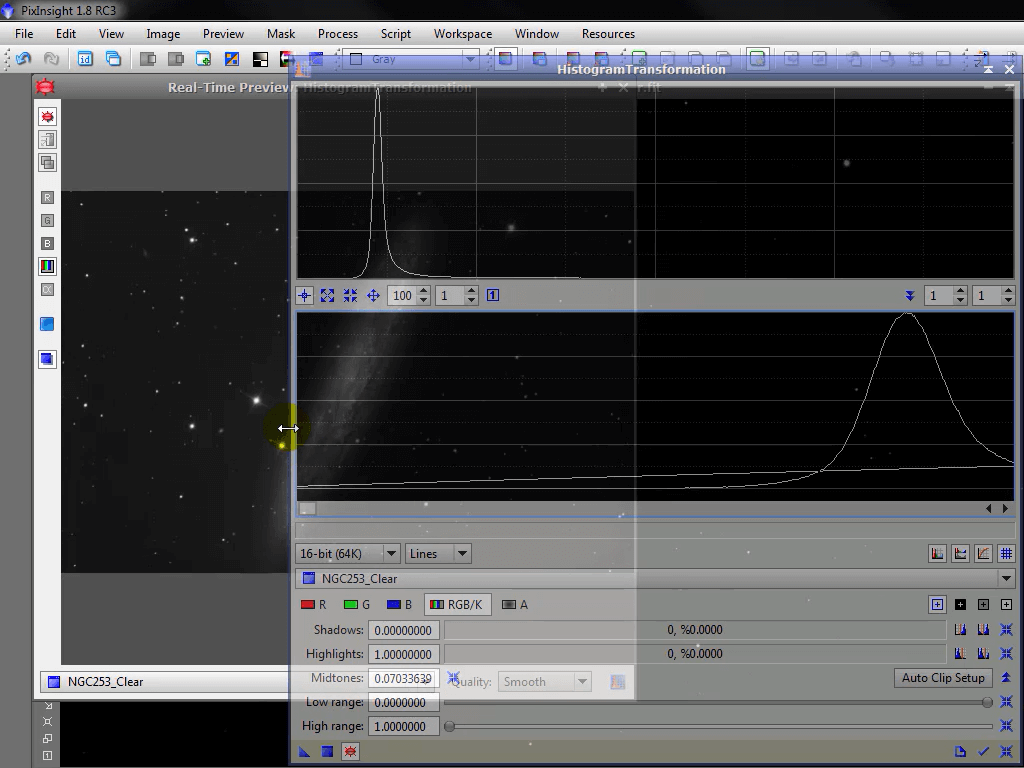 PixInsight 1.8 RC3
File Edit View Image Mask Preview Process Script Workspace Window Resources
Gray
HistogramTransformation
Real-Time Preview: HistogramTransformation
r.fit
R
G
B
100 1 1 1 1
16-bit (64K) Lines
NGC253_Clear
R G B RGB/K A
Shadows: 0.00000000 0, %0.0000
Highlights: 1.00000000 0, %0.0000
NGC253_Clear
Midtones: 0.07033639 Quality: Smooth Auto Clip Setup
Low range: 0.0000000
High range: 1.0000000